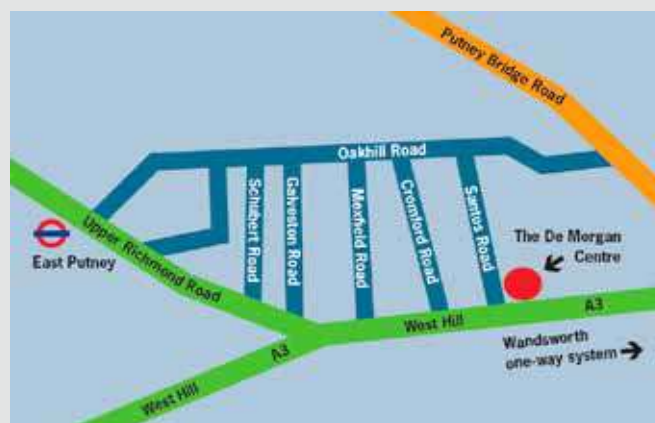 Putney Bridge Road
Oakhill Road
Schubert Road
Galveston Road
Mexfield Road
Cromford Road
Santos Road
Upper Richmond Road
East Putney
The De Morgan
Centre
West Hill
A3
A3
West Hill
Wandsworth
one-way system